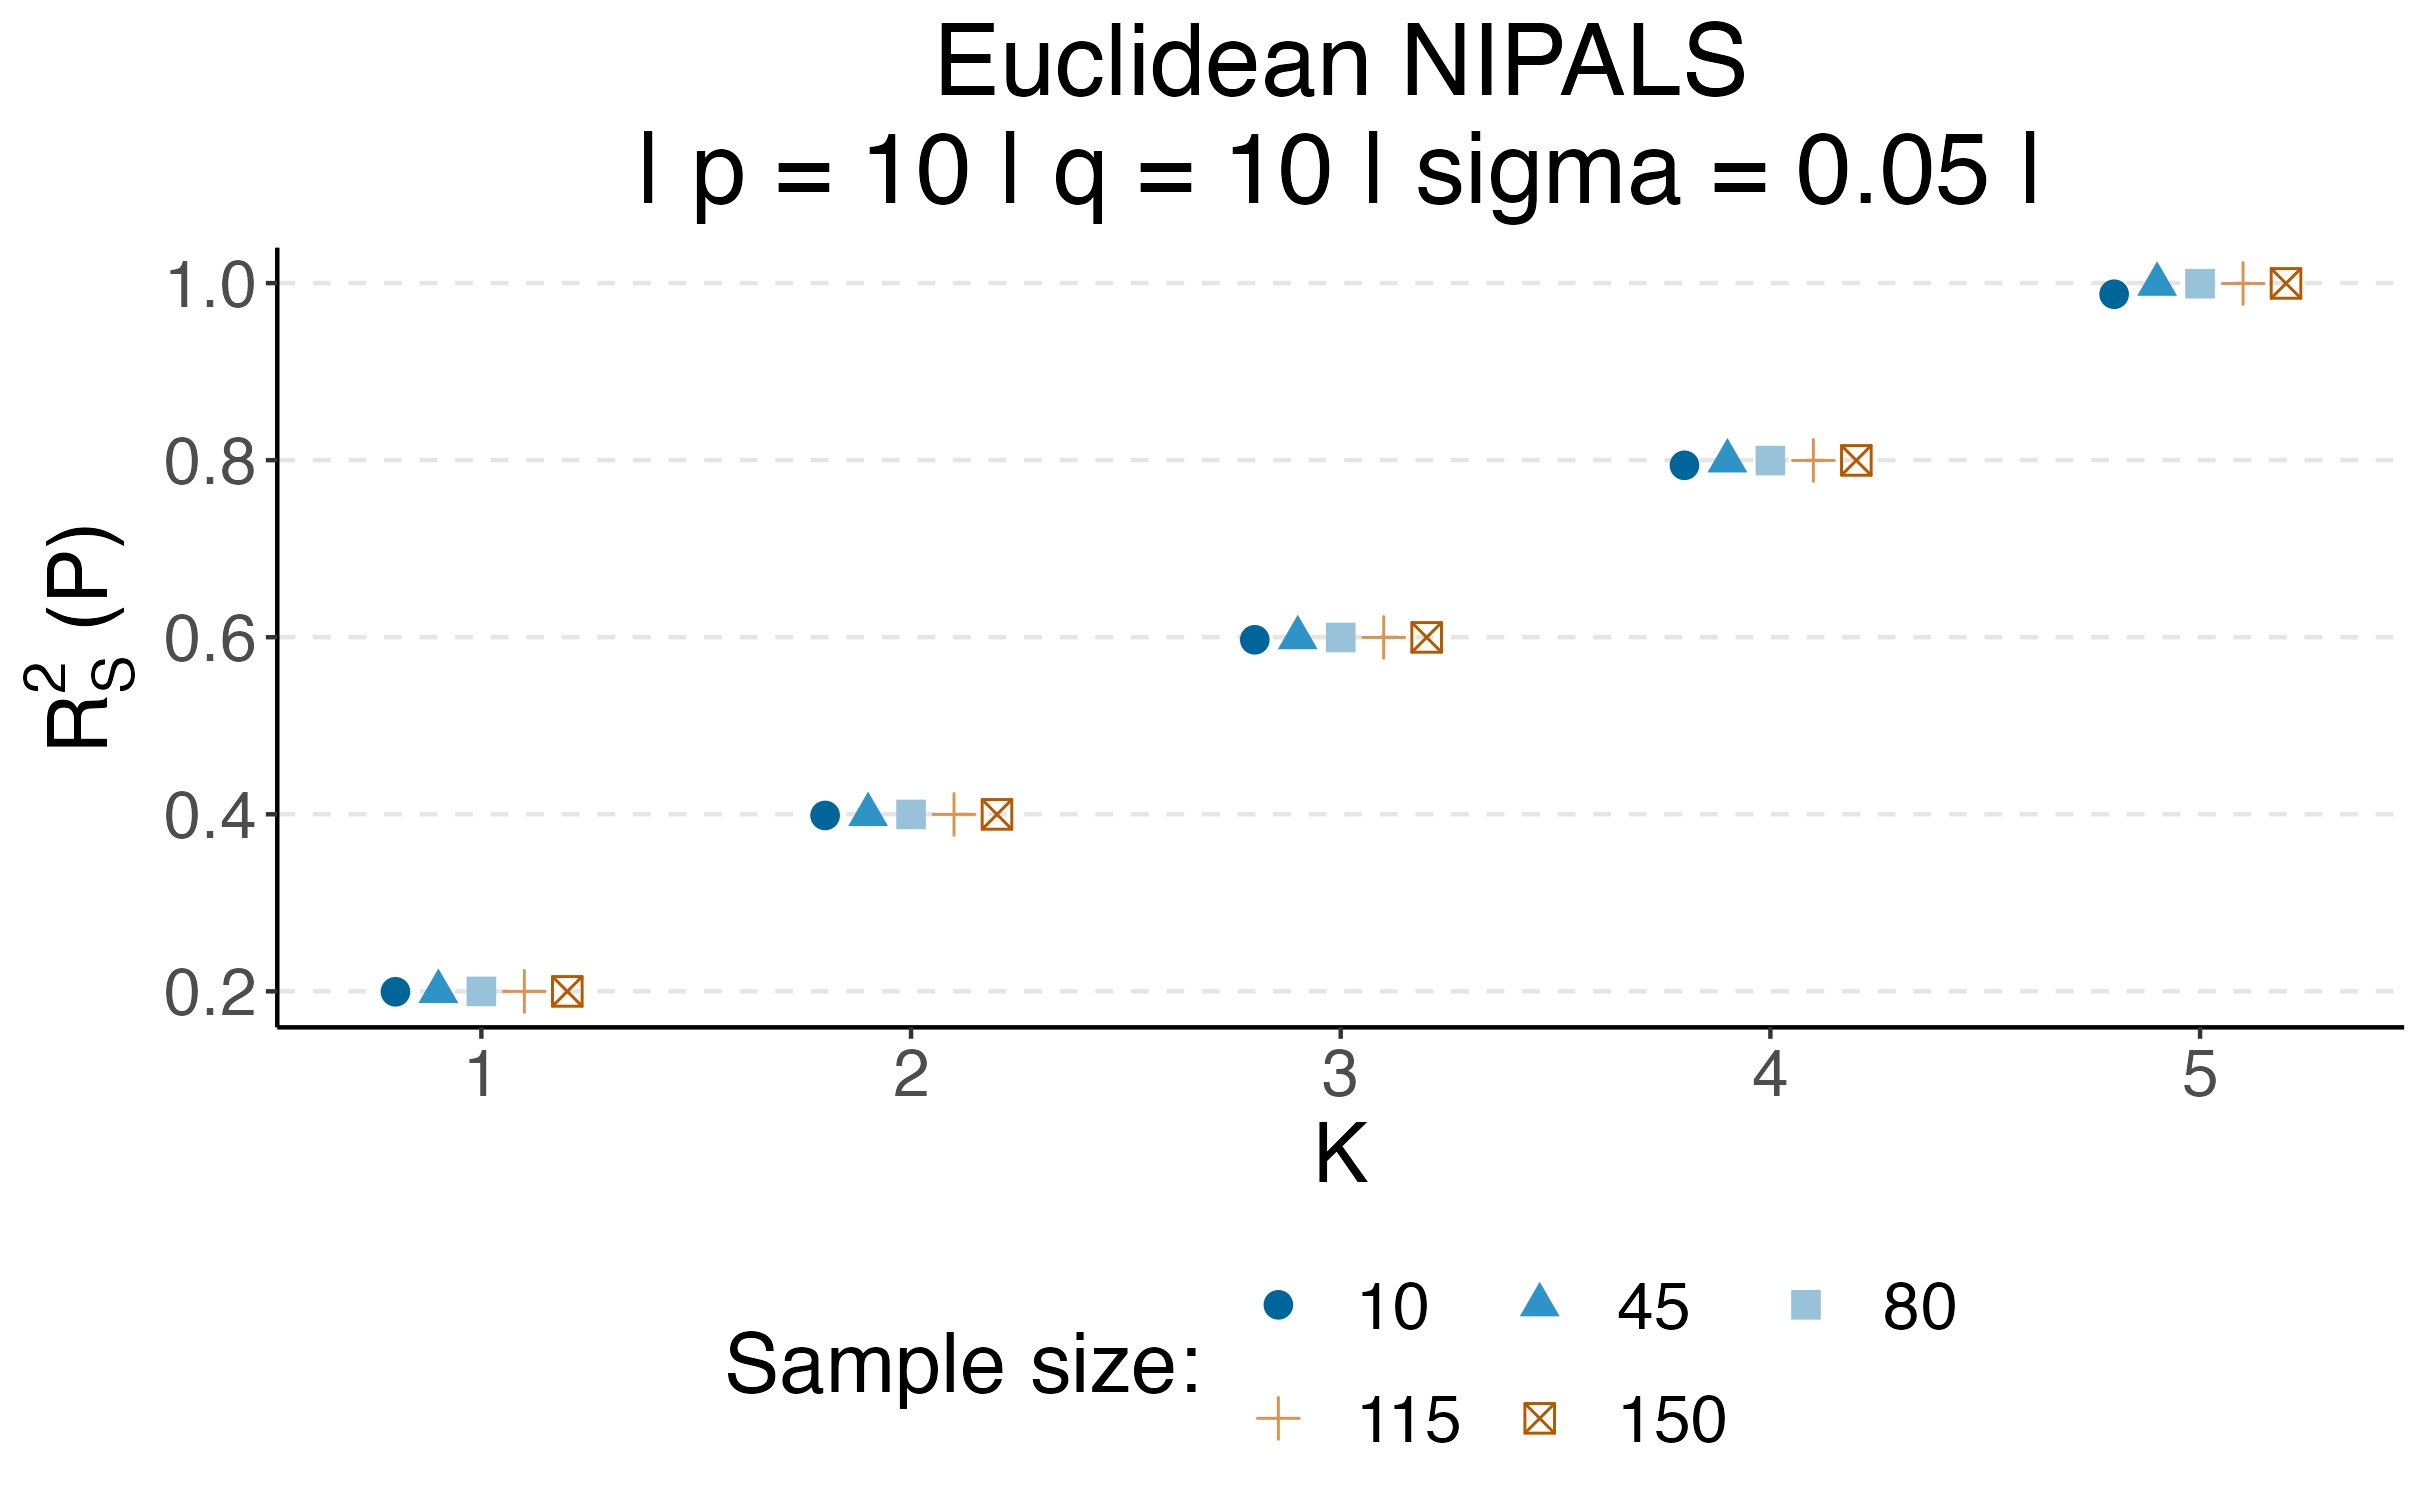 Euclidean NIPALS
| p = 10 | q = 10 | sigma = 0.05 |
R²_S (P)
1.0
0.8
0.6
0.4
0.2
1 2 3 4 5
K
Sample size:
10 45 80
115 150